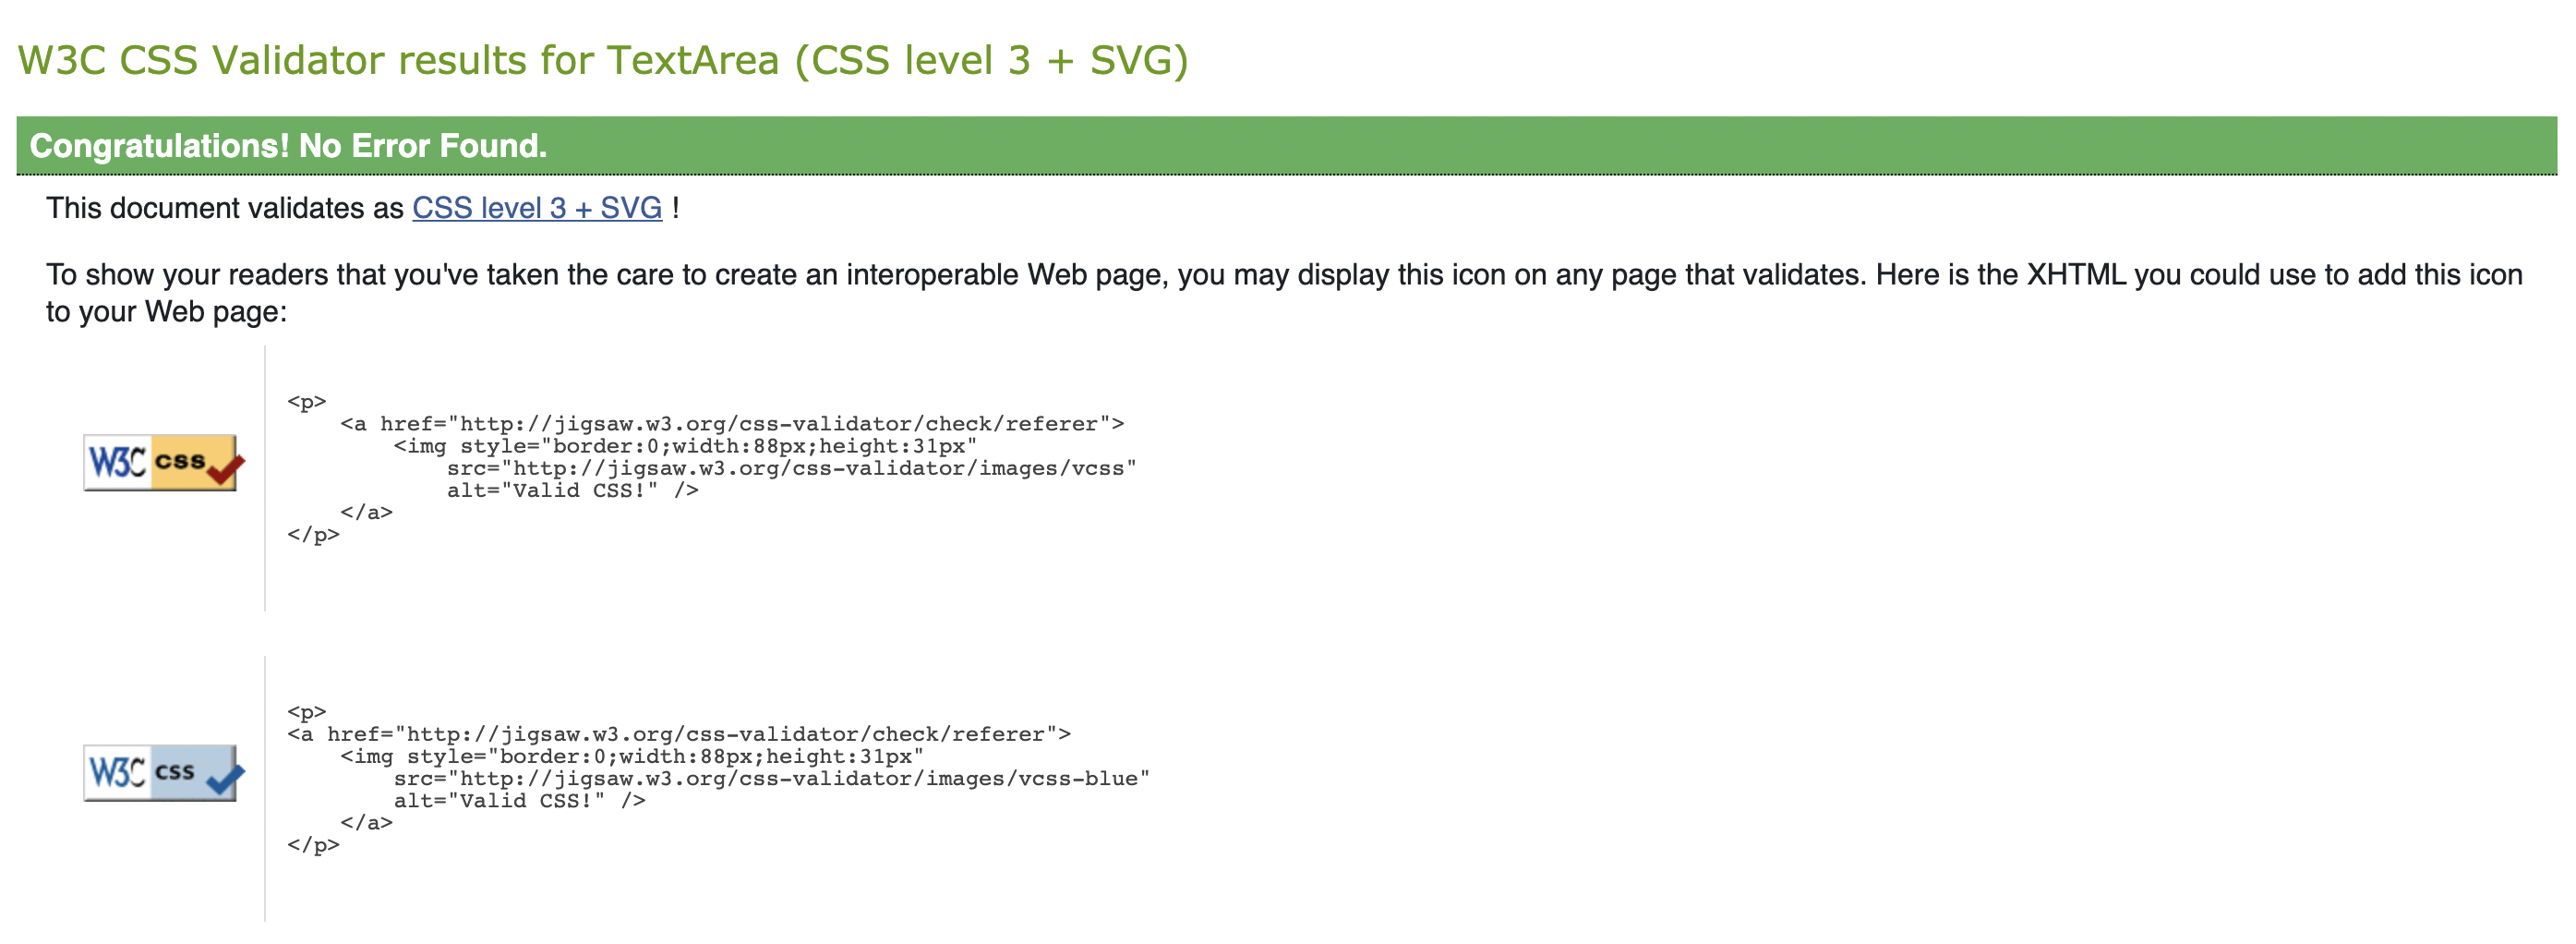 W3C CSS Validator results for TextArea (CSS level 3 + SVG)
Congratulations! No Error Found.
This document validates as CSS level 3 + SVG !
To show your readers that you've taken the care to create an interoperable Web page, you may display this icon on any page that validates. Here is the XHTML you could use to add this icon
to your Web page:
W3C css
<p>
    <a href="http://jigsaw.w3.org/css-validator/check/referer">
        <img style="border:0;width:88px;height:31px"
            src="http://jigsaw.w3.org/css-validator/images/vcss"
            alt="Valid CSS!" />
    </a>
</p>
W3C css
<p>
<a href="http://jigsaw.w3.org/css-validator/check/referer">
    <img style="border:0;width:88px;height:31px"
        src="http://jigsaw.w3.org/css-validator/images/vcss-blue"
        alt="Valid CSS!" />
    </a>
</p>